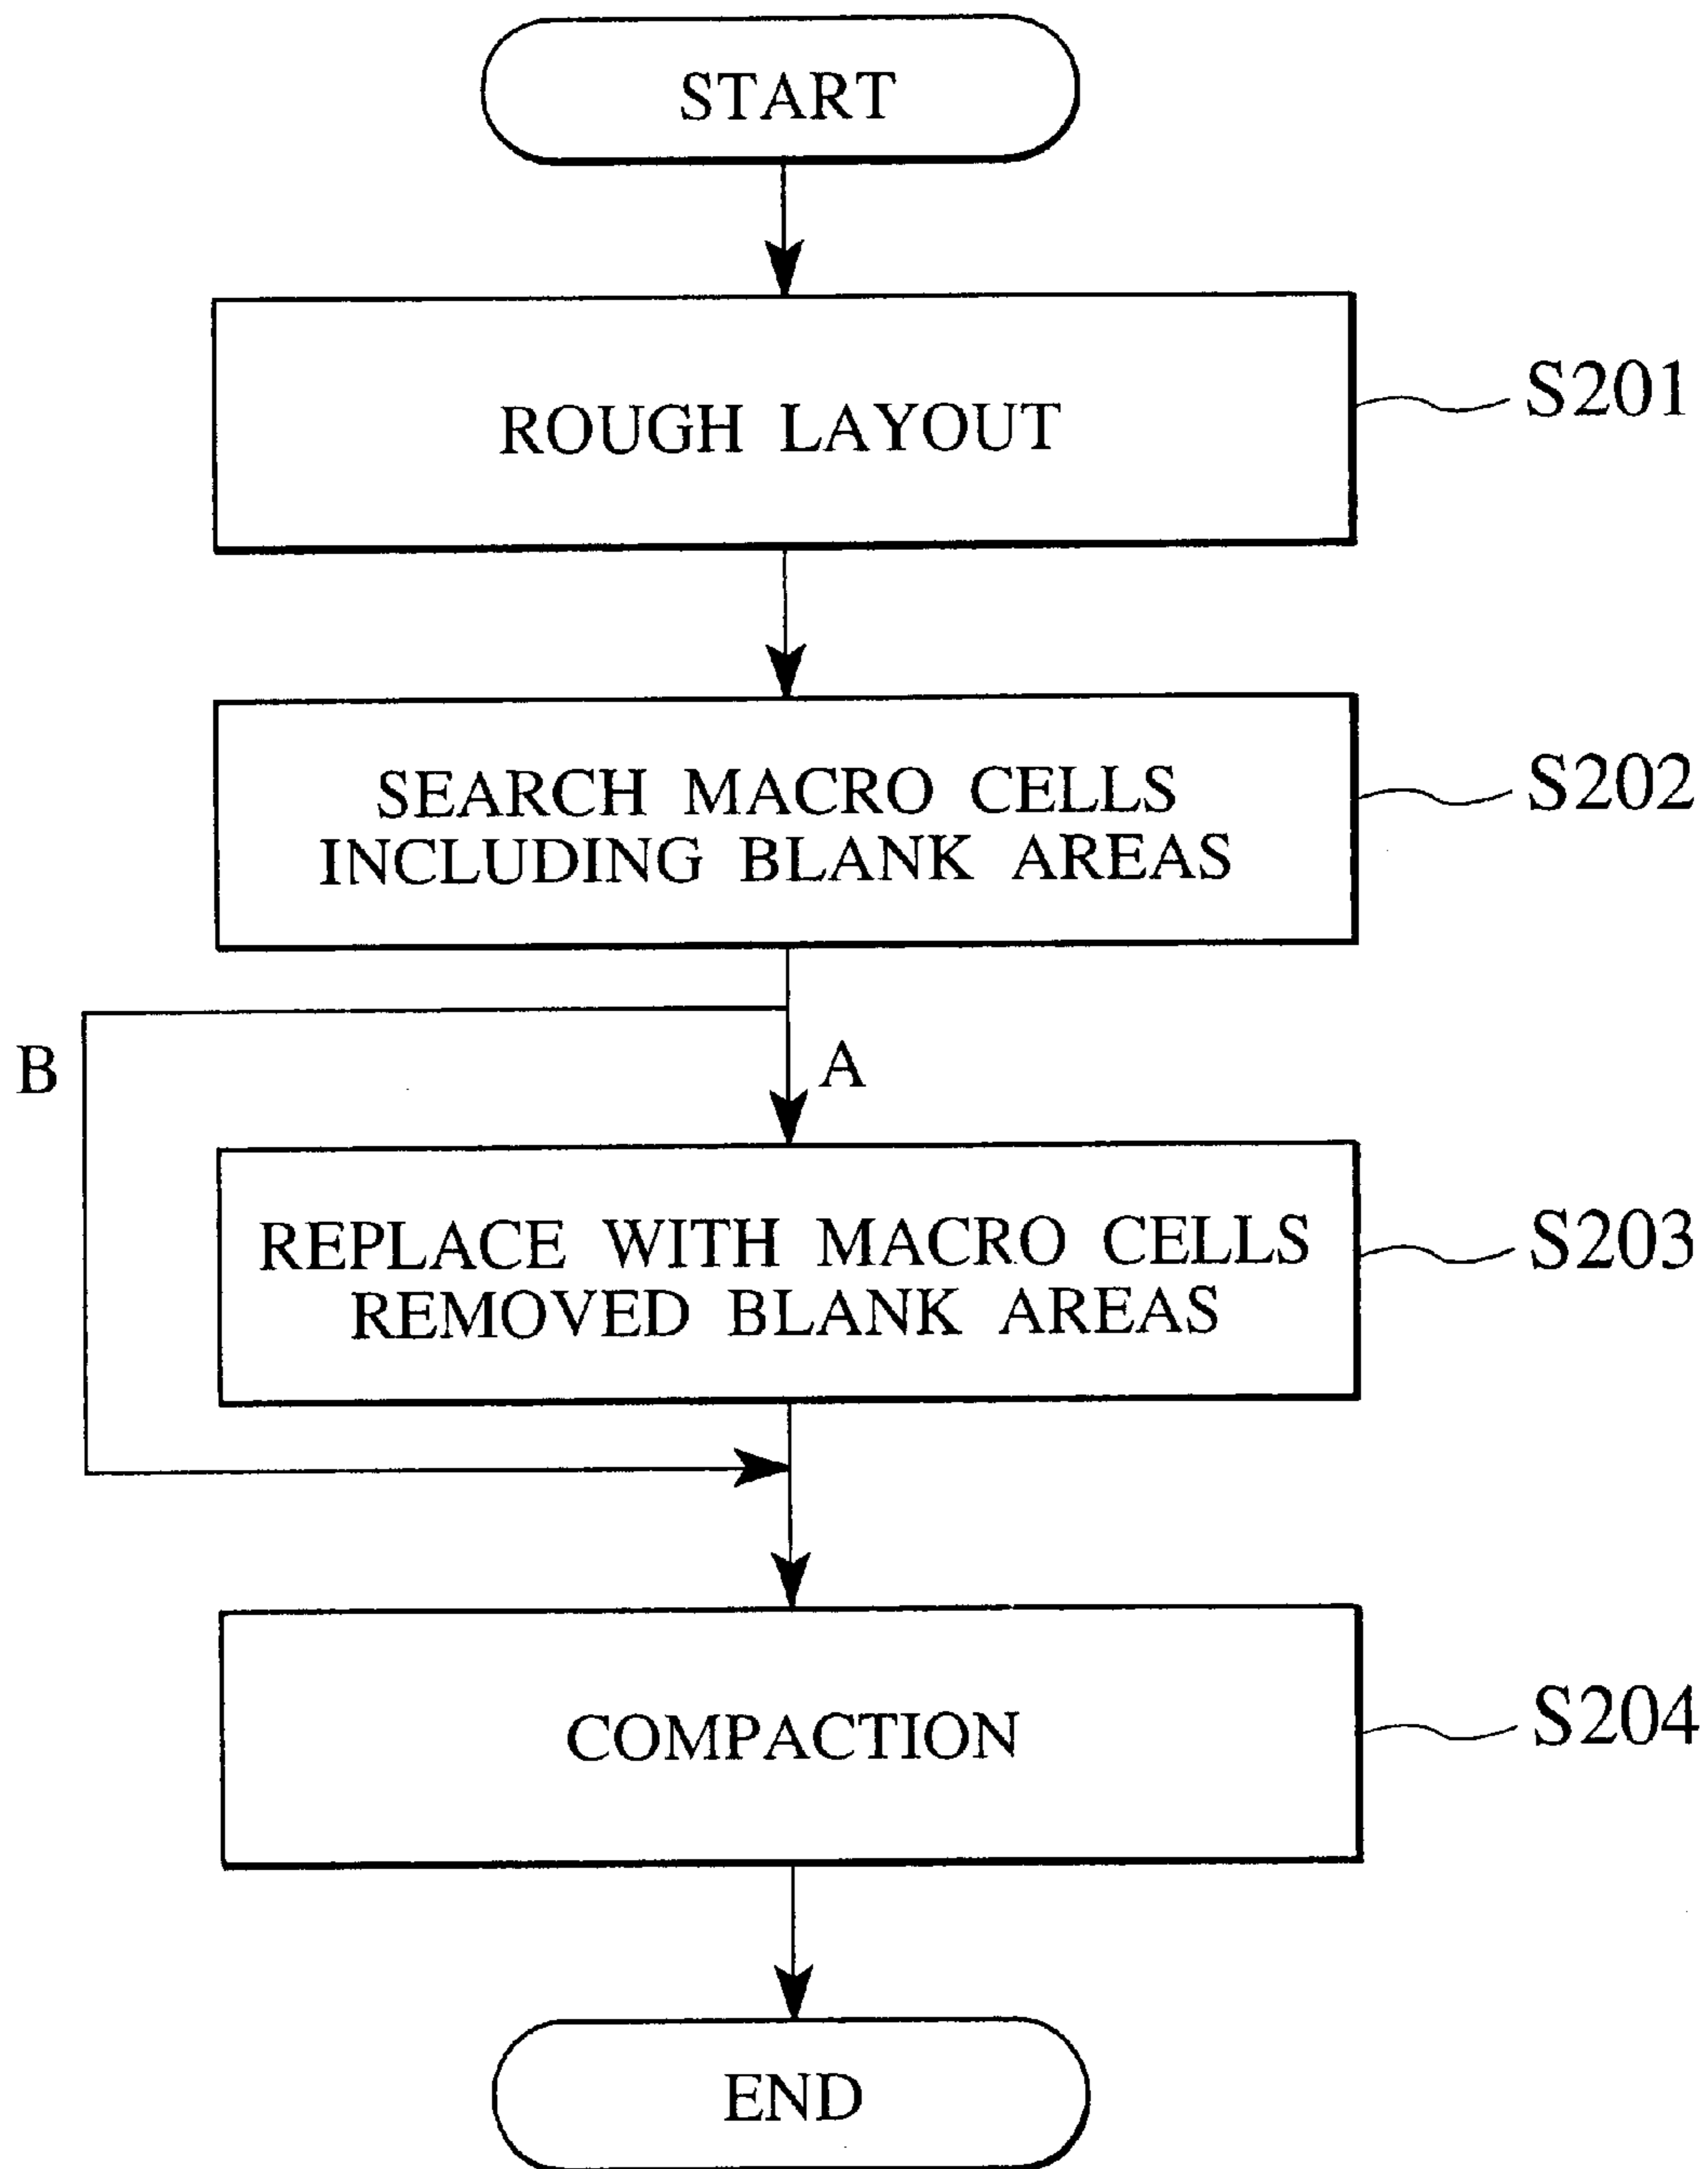 START
ROUGH LAYOUT
S201
SEARCH MACRO CELLS
INCLUDING BLANK AREAS
S202
B
A
REPLACE WITH MACRO CELLS
REMOVED BLANK AREAS
S203
COMPACTION
S204
END